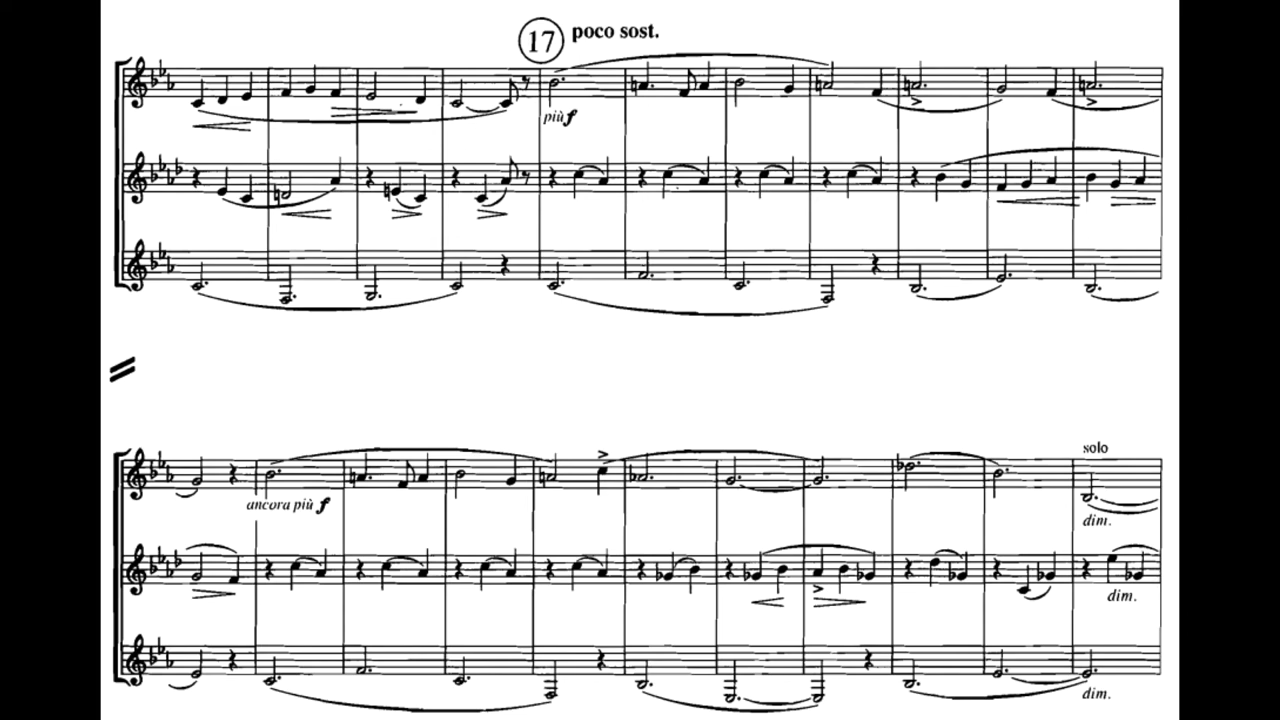 17 poco sost.
più f
solo
ancora più f
dim.
dim.
dim.